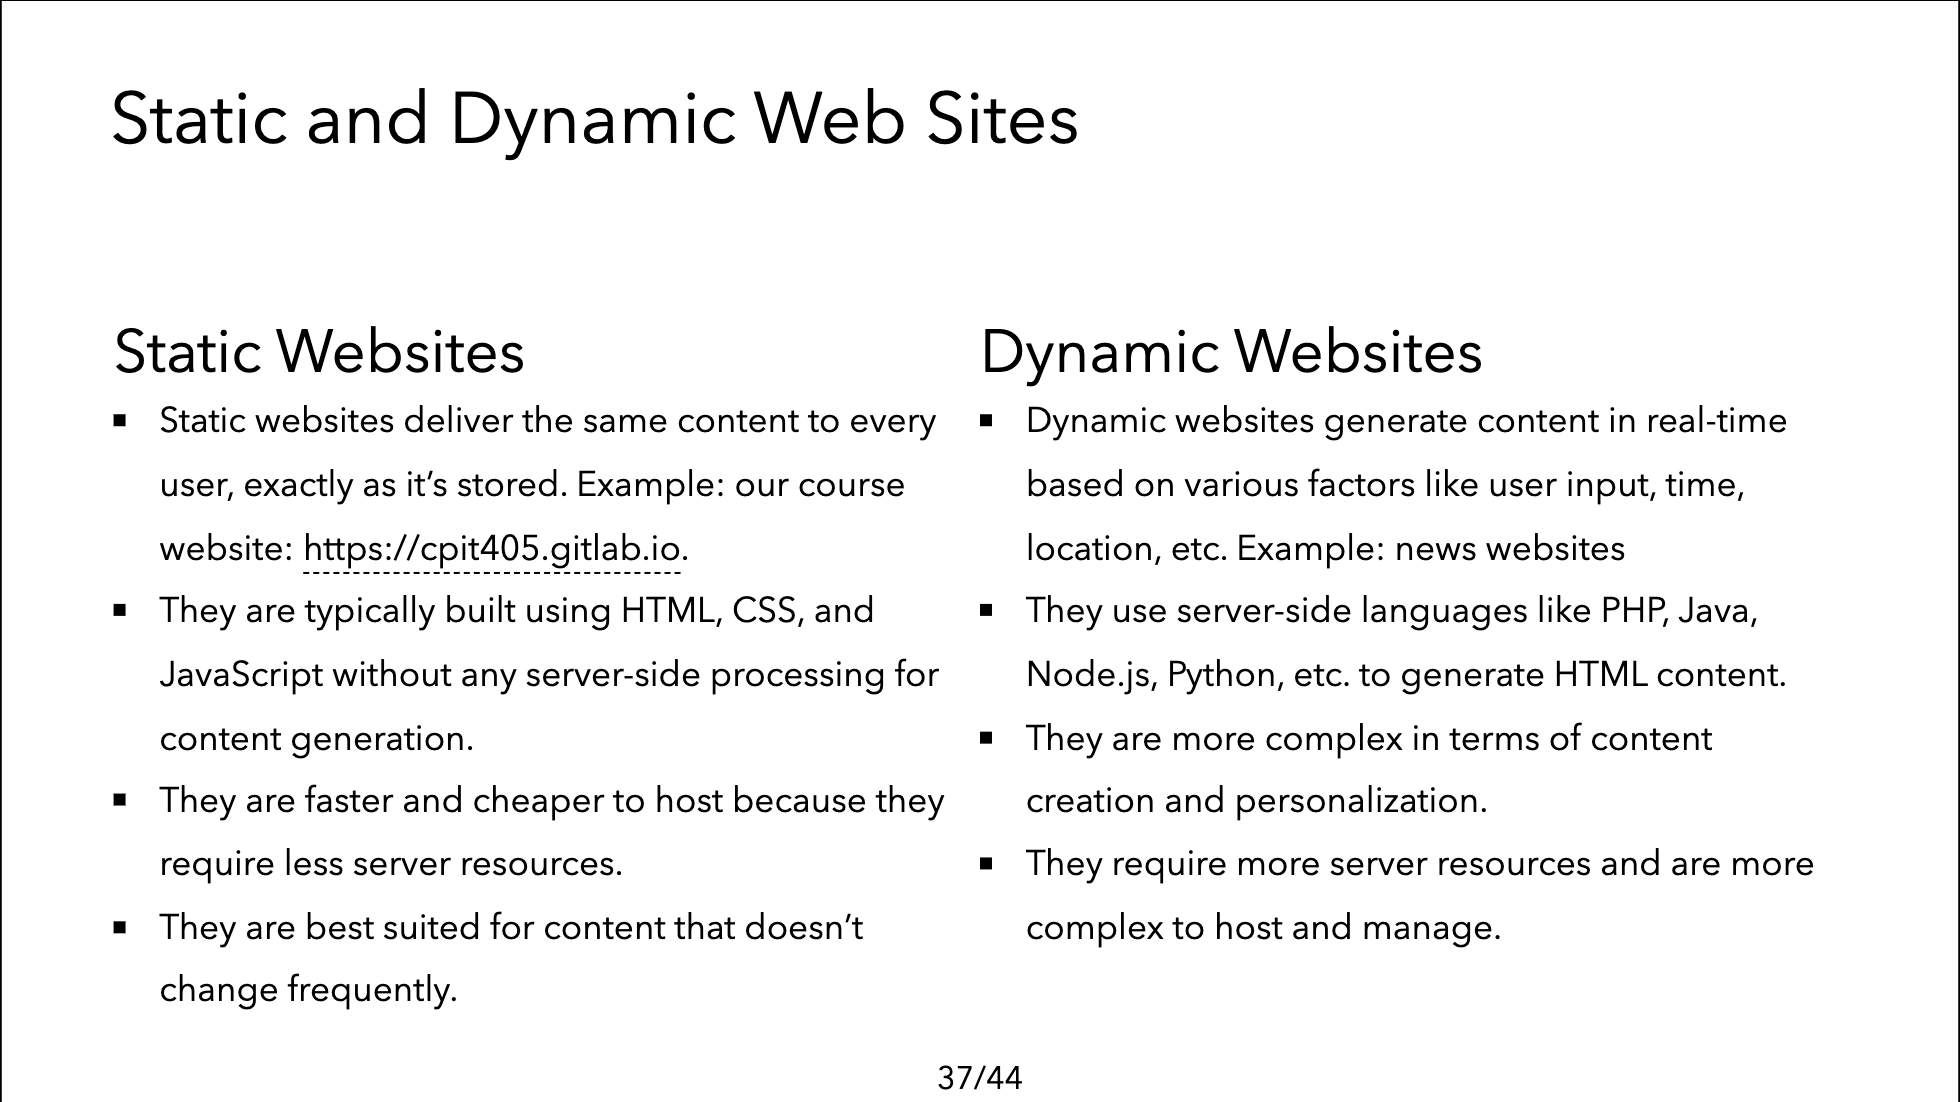 Static and Dynamic Web Sites
Static Websites
▪ Static websites deliver the same content to every
user, exactly as it’s stored. Example: our course
website: https://cpit405.gitlab.io.
▪ They are typically built using HTML, CSS, and
JavaScript without any server-side processing for
content generation.
▪ They are faster and cheaper to host because they
require less server resources.
▪ They are best suited for content that doesn’t
change frequently.
Dynamic Websites
▪ Dynamic websites generate content in real-time
based on various factors like user input, time,
location, etc. Example: news websites
▪ They use server-side languages like PHP, Java,
Node.js, Python, etc. to generate HTML content.
▪ They are more complex in terms of content
creation and personalization.
▪ They require more server resources and are more
complex to host and manage.
37/44